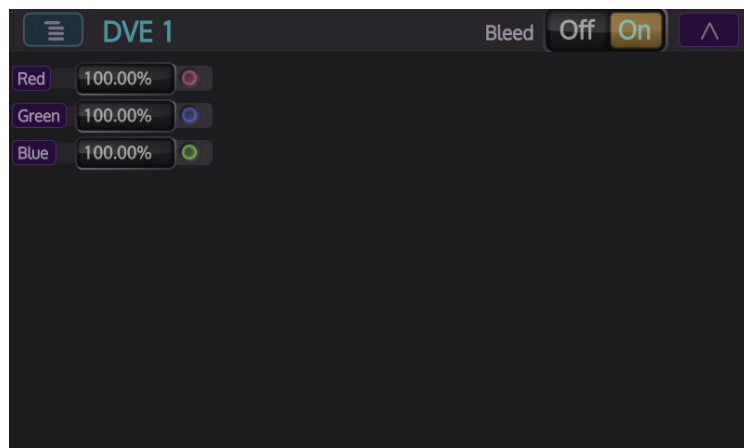 DVE 1 Bleed Off On
Red 100.00%
Green 100.00%
Blue 100.00%